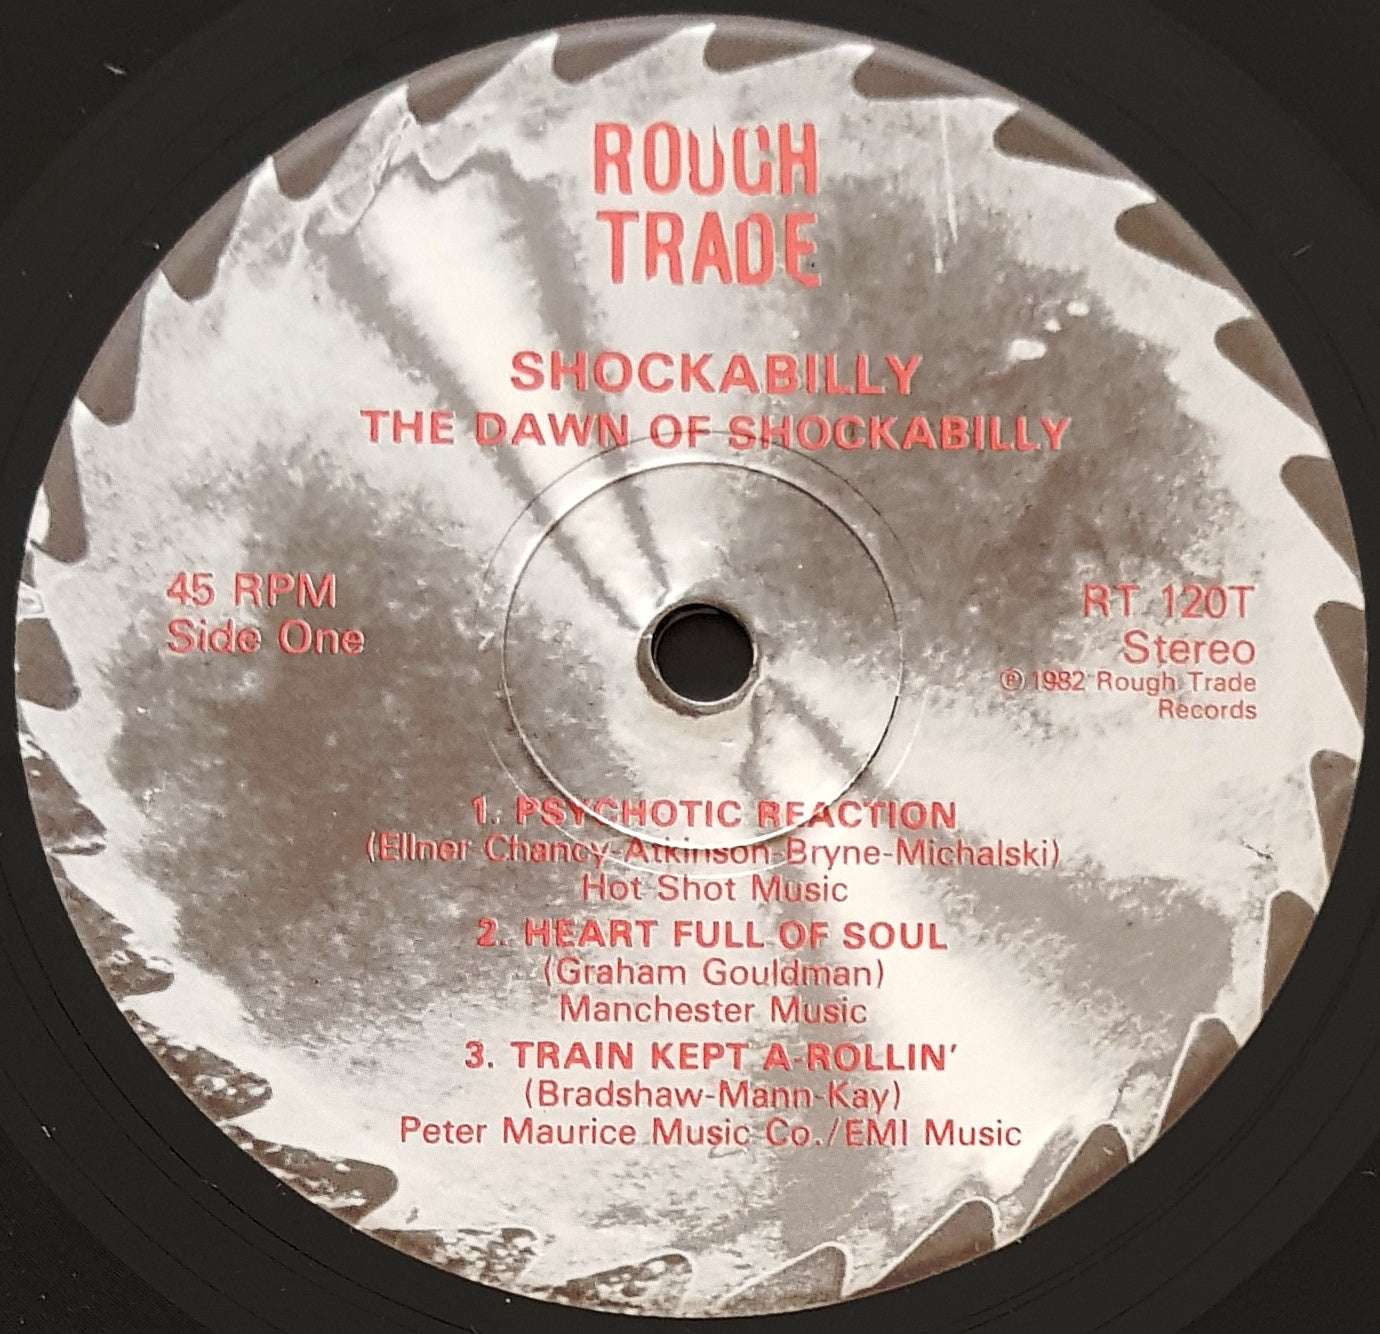 ROUGH
TRADE
SHOCKABILLY
THE DAWN OF SHOCKABILLY
45 RPM
Side One
RT 120T
Stereo
℗ 1982 Rough Trade
Records
1. PSYCHOTIC REACTION
(Ellner-Chancy-Atkinson-Bryne-Michalski)
Hot Shot Music
2. HEART FULL OF SOUL
(Graham Gouldman)
Manchester Music
3. TRAIN KEPT A-ROLLIN'
(Bradshaw-Mann-Kay)
Peter Maurice Music Co./EMI Music